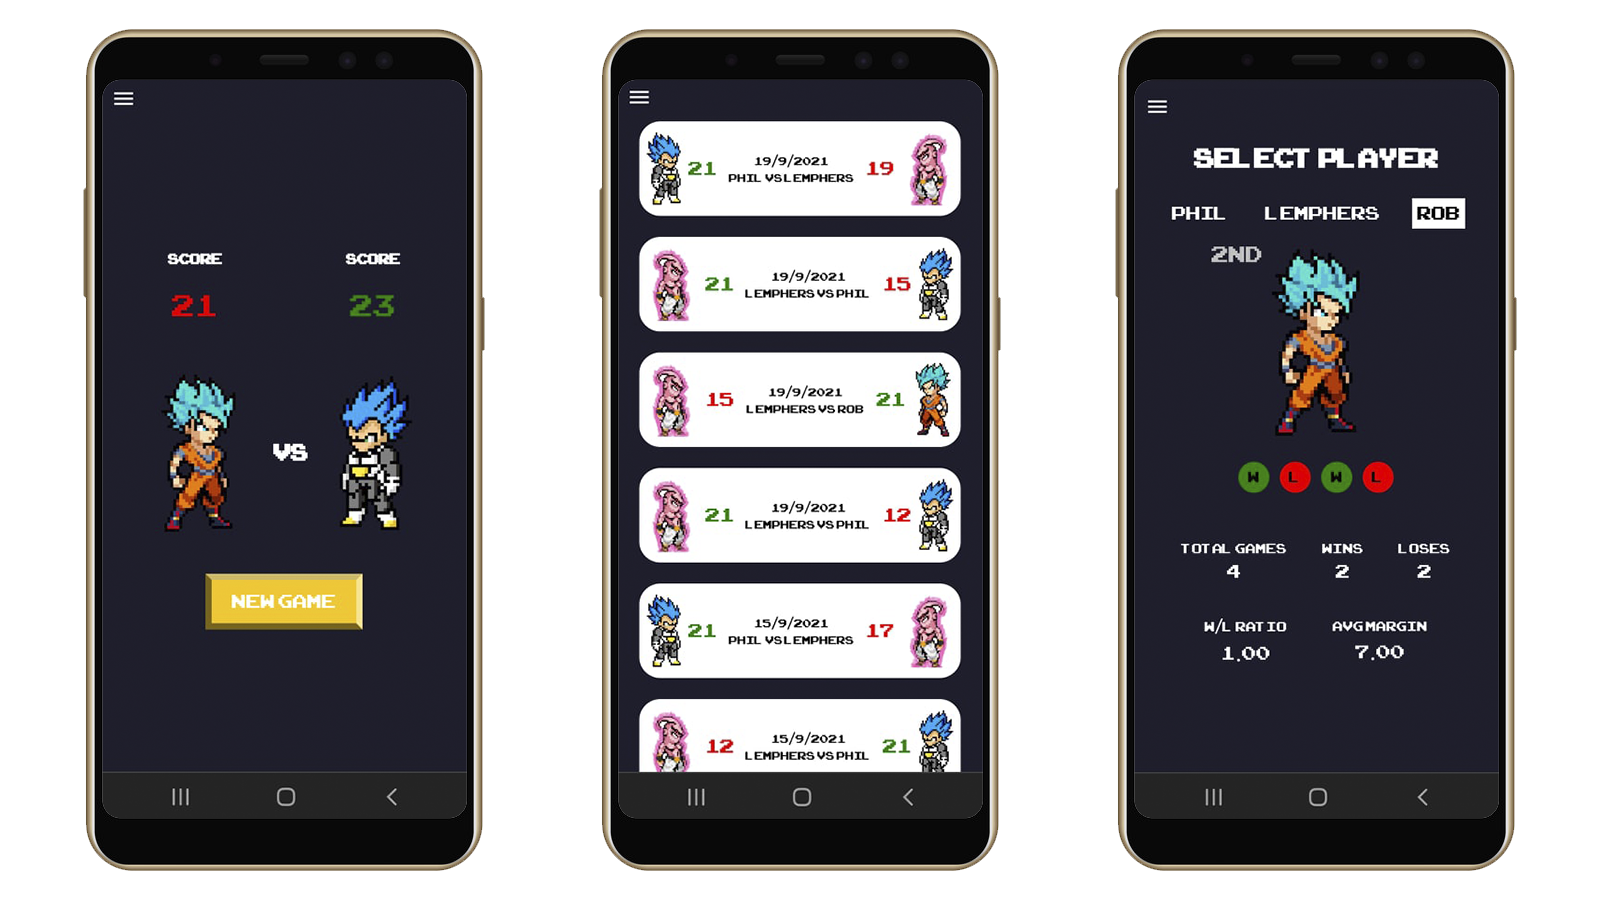 SCORE SCORE
21 23
VS
NEW GAME
21 19/9/2021 19
PHIL VS LEMPHERS
21 19/9/2021 15
LEMPHERS VS PHIL
15 19/9/2021 21
LEMPHERS VS ROB
21 19/9/2021 12
LEMPHERS VS PHIL
21 15/9/2021 17
PHIL VS LEMPHERS
12 15/9/2021 21
LEMPHERS VS PHIL
SELECT PLAYER
PHIL LEMPHERS ROB
2ND
W L W L
TOTAL GAMES WINS LOSES
4 2 2
W/L RATIO AVG MARGIN
1.00 7.00